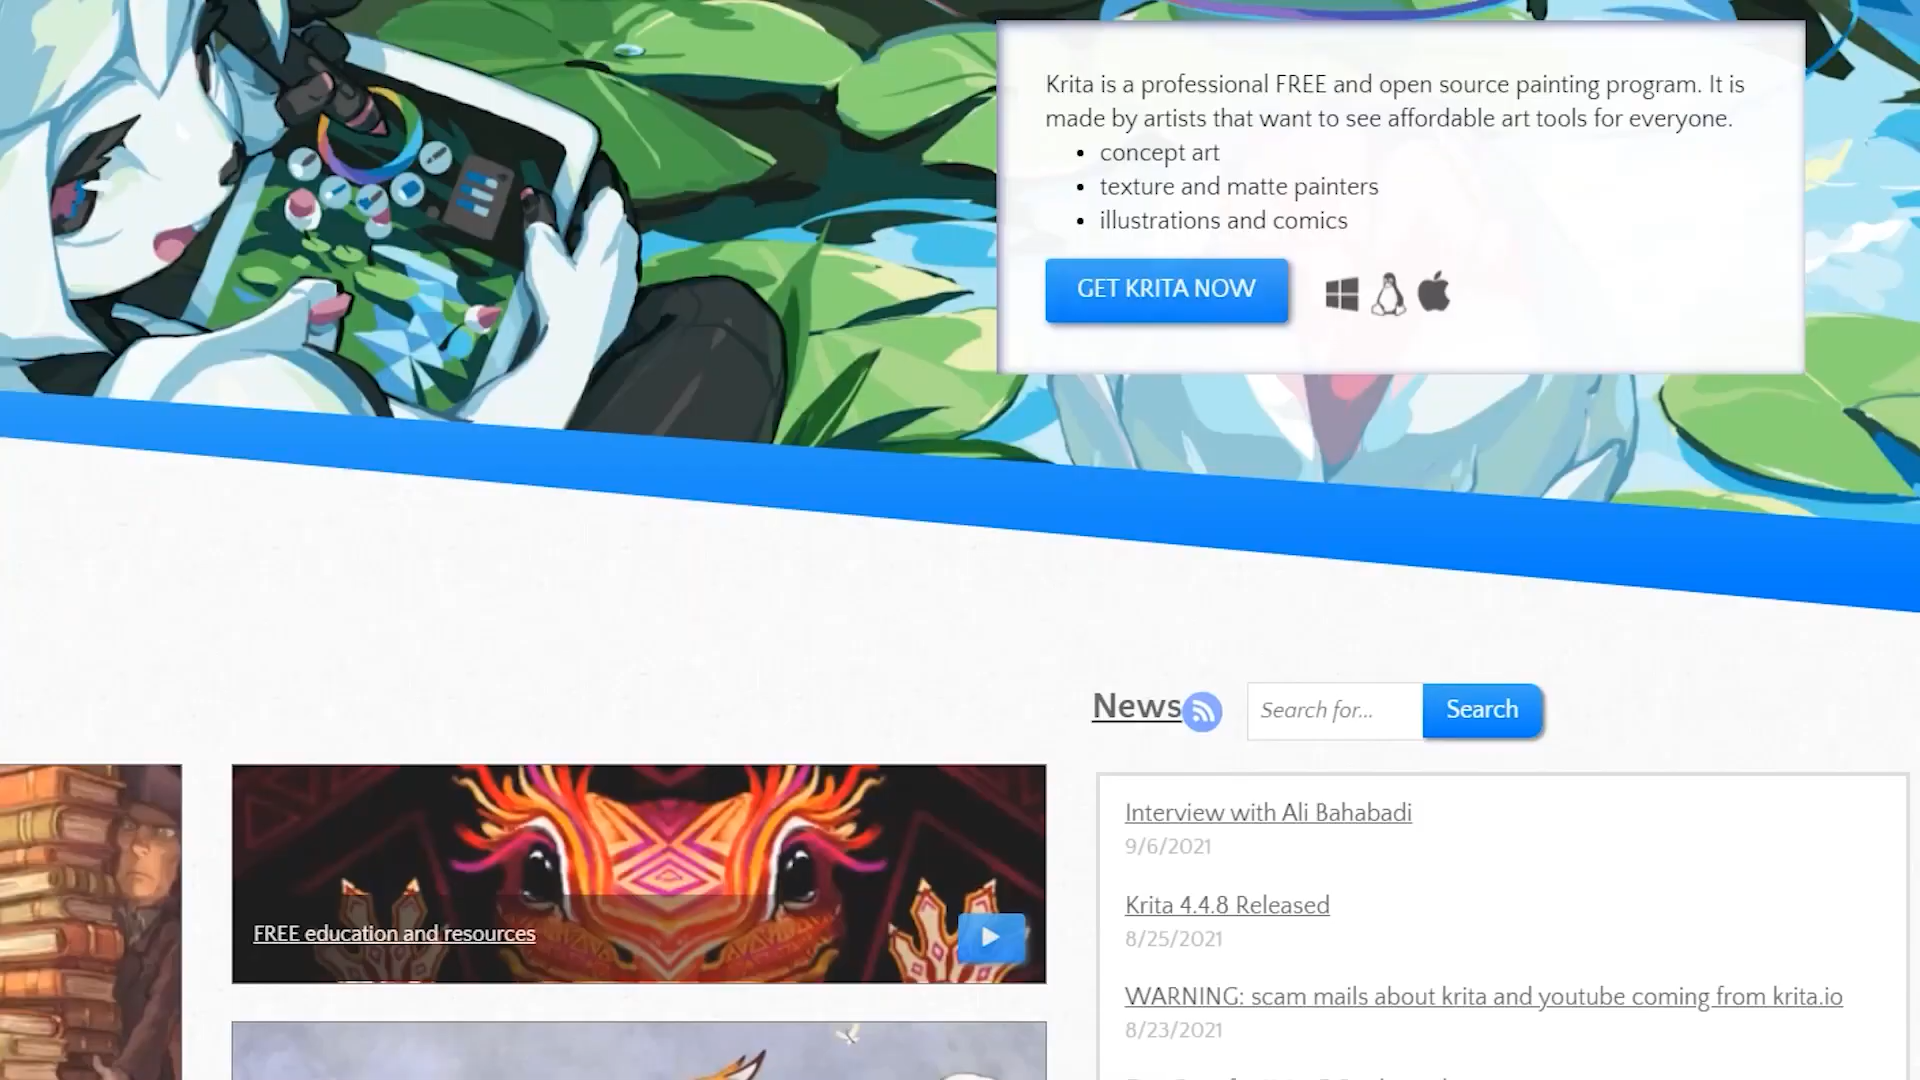 Krita is a professional FREE and open source painting program. It is
made by artists that want to see affordable art tools for everyone.
• concept art
• texture and matte painters
• illustrations and comics
GET KRITA NOW
News
Search for...
Search
Interview with Ali Bahabadi
9/6/2021
Krita 4.4.8 Released
8/25/2021
WARNING: scam mails about krita and youtube coming from krita.io
8/23/2021
FREE education and resources